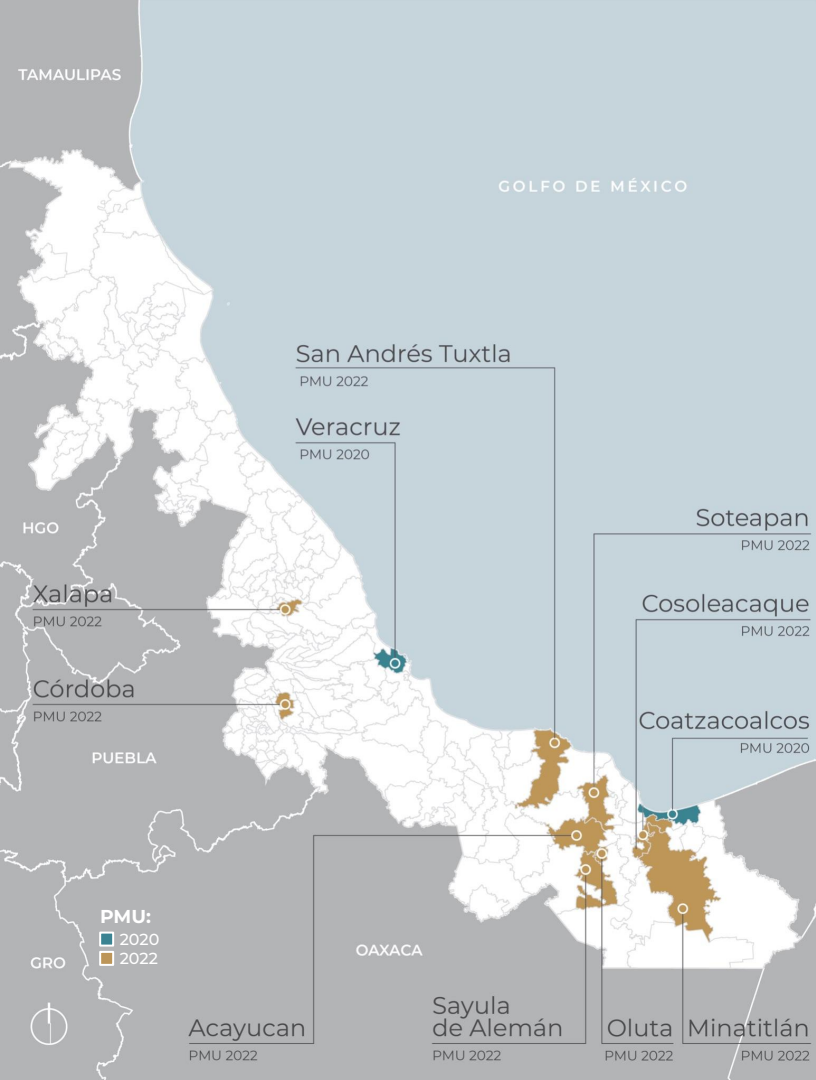 TAMAULIPAS
GOLFO DE MÉXICO
San Andrés Tuxtla
PMU 2022
Veracruz
PMU 2020
Soteapan
PMU 2022
HGO
Xalapa
PMU 2022
Cosoleacaque
PMU 2022
Córdoba
PMU 2022
Coatzacoalcos
PMU 2020
PUEBLA
PMU:
2020
2022
OAXACA
GRO
Acayucan
PMU 2022
Sayula
de Alemán
PMU 2022
Oluta
PMU 2022
Minatitlán
PMU 2022